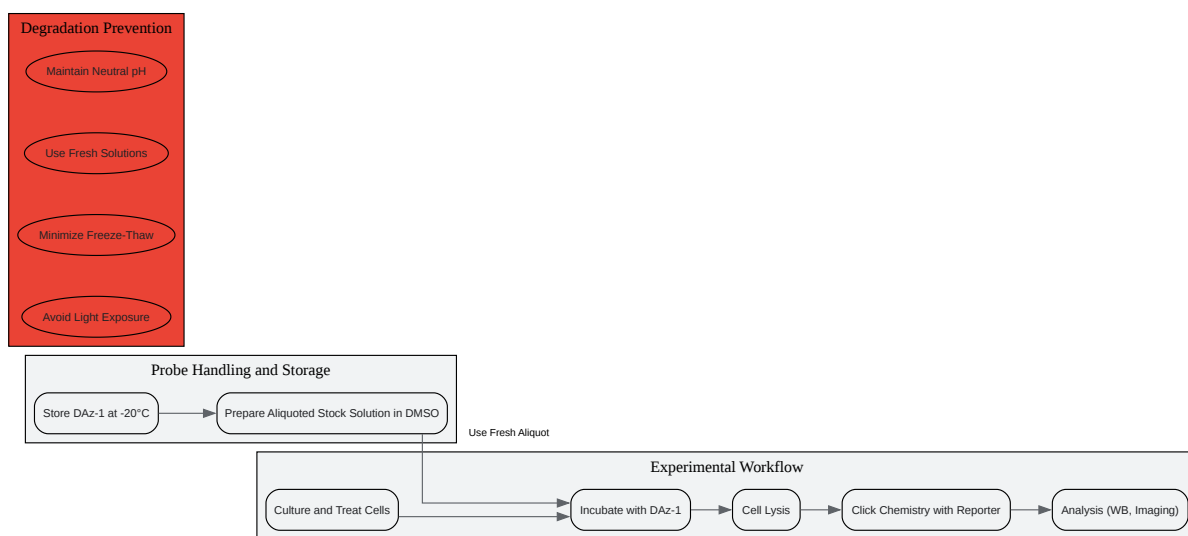 Degradation Prevention
Maintain Neutral pH
Use Fresh Solutions
Minimize Freeze-Thaw
Avoid Light Exposure
Probe Handling and Storage
Store DAz-1 at -20°C
Prepare Aliquoted Stock Solution in DMSO
Use Fresh Aliquot
Experimental Workflow
Culture and Treat Cells
Incubate with DAz-1
Cell Lysis
Click Chemistry with Reporter
Analysis (WB, Imaging)